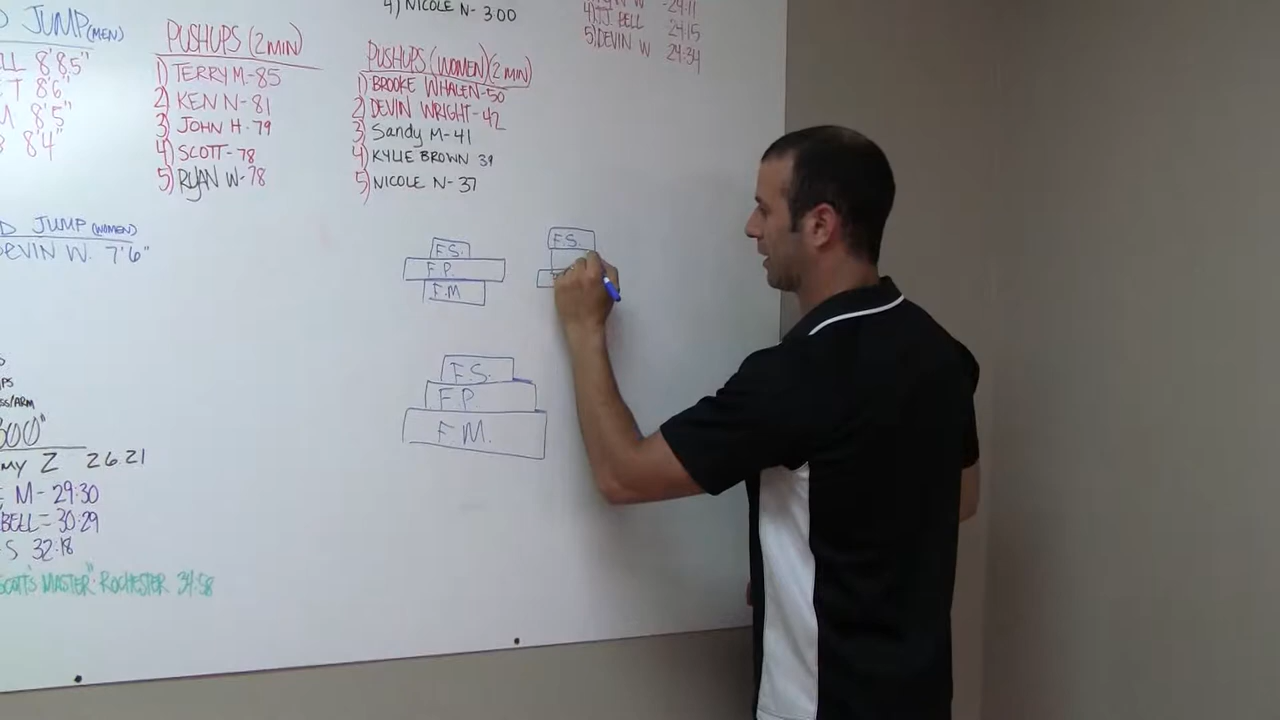 JUMP (MEN)
8'8.5"
8'6"
8'5"
8'4"
PUSHUPS (2MIN)
1) TERRY M.-85
2) KEN N-81
3) JOHN H.79
4) SCOTT-78
5) RYAN W-78
4) NICOLE N- 3:00
PUSHUPS (WOMEN) (2 MIN)
1) BROOKE WHALEN-50
2) DEVIN WRIGHT-42
3) Sandy M-41
4) KYLIE BROWN 39
5) NICOLE N-37
24:11
4) T.J. BELL 24:15
5) DEVIN W 24:34
JUMP (WOMEN)
DEVIN W. 7'6"
F.S.
F.P.
F.M
F.S.
F.S.
F.P.
F.M.
300"
Z 26.21
M-29:30
BELL=30:29
S 32:18
SCOTT'S MASTER" ROCHESTER 34:58